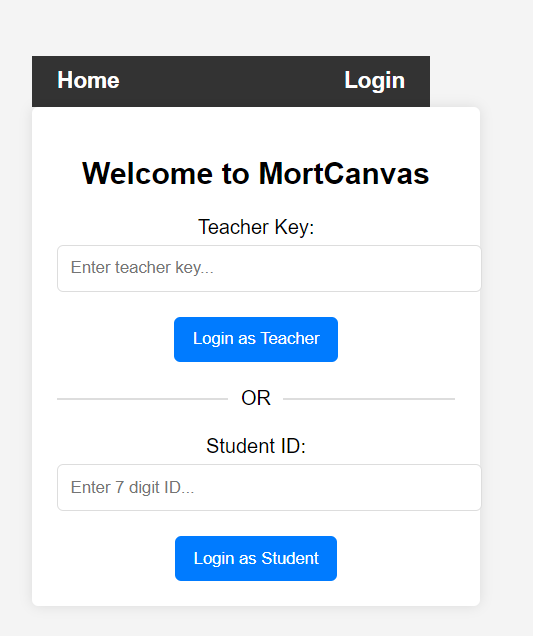 Home Login
Welcome to MortCanvas
Teacher Key:
Enter teacher key...
Login as Teacher
OR
Student ID:
Enter 7 digit ID...
Login as Student